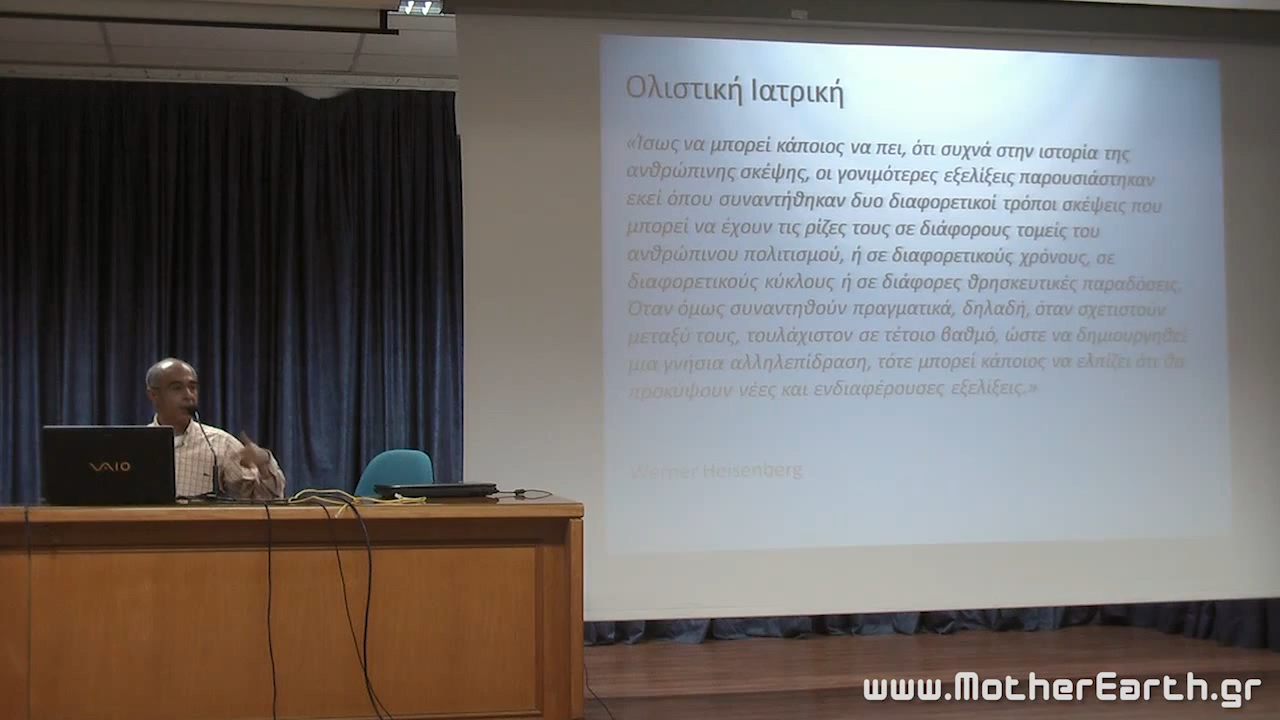 Ολιστική Ιατρική
«Ίσως να μπορεί κάποιος να πει, ότι συχνά στην ιστορία της
ανθρώπινης σκέψης, οι γονιμότερες εξελίξεις παρουσιάστηκαν
εκεί όπου συναντήθηκαν δυο διαφορετικοί τρόποι σκέψεις που
μπορεί να έχουν τις ρίζες τους σε διάφορους τομείς του
ανθρώπινου πολιτισμού, ή σε διαφορετικούς χρόνους, σε
διαφορετικούς κύκλους ή σε διάφορες θρησκευτικές παραδόσεις.
Όταν όμως συναντηθούν πραγματικά, δηλαδή, όταν σχετιστουν
μεταξύ τους, τουλάχιστον σε τέτοιο βαθμό, ώστε να δημιουργηθεί
μια γνήσια αλληλεπίδραση, τότε μπορεί κάποιος να ελπίζει ότι θα
προκυψουν νέες και ενδιαφέρουσες εξελίξεις.»
Werner Heisenberg
VAIO
www.MotherEarth.gr